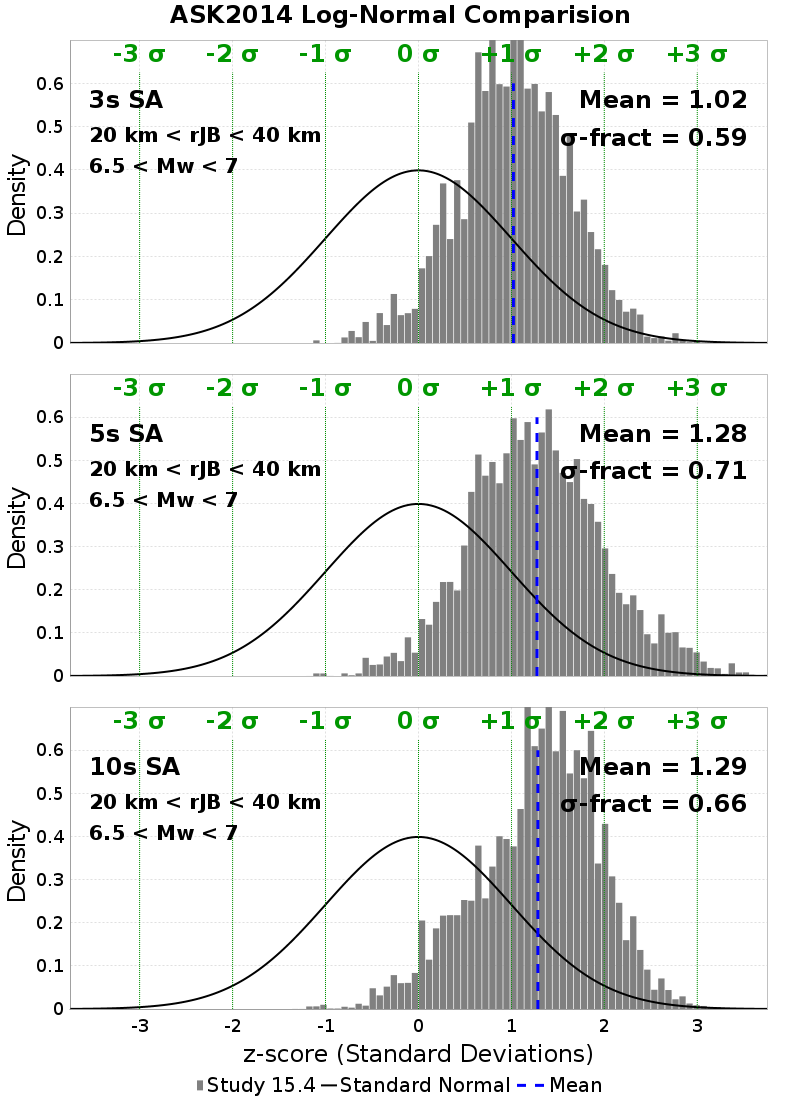 ASK2014 Log-Normal Comparision
-3 σ -2 σ -1 σ 0 σ +1 σ +2 σ +3 σ
0.6
3s SA Mean = 1.02
0.5
20 km < rJB < 40 km σ-fract = 0.59
6.5 < Mw < 7
0.4
Density
0.3
0.2
0.1
0
-3 σ -2 σ -1 σ 0 σ +1 σ +2 σ +3 σ
0.6
5s SA Mean = 1.28
0.5
20 km < rJB < 40 km σ-fract = 0.71
6.5 < Mw < 7
0.4
Density
0.3
0.2
0.1
0
-3 σ -2 σ -1 σ 0 σ +1 σ +2 σ +3 σ
0.6
10s SA Mean = 1.29
0.5
20 km < rJB < 40 km σ-fract = 0.66
6.5 < Mw < 7
0.4
Density
0.3
0.2
0.1
0
-3 -2 -1 0 1 2 3
z-score (Standard Deviations)
Study 15.4 Standard Normal Mean